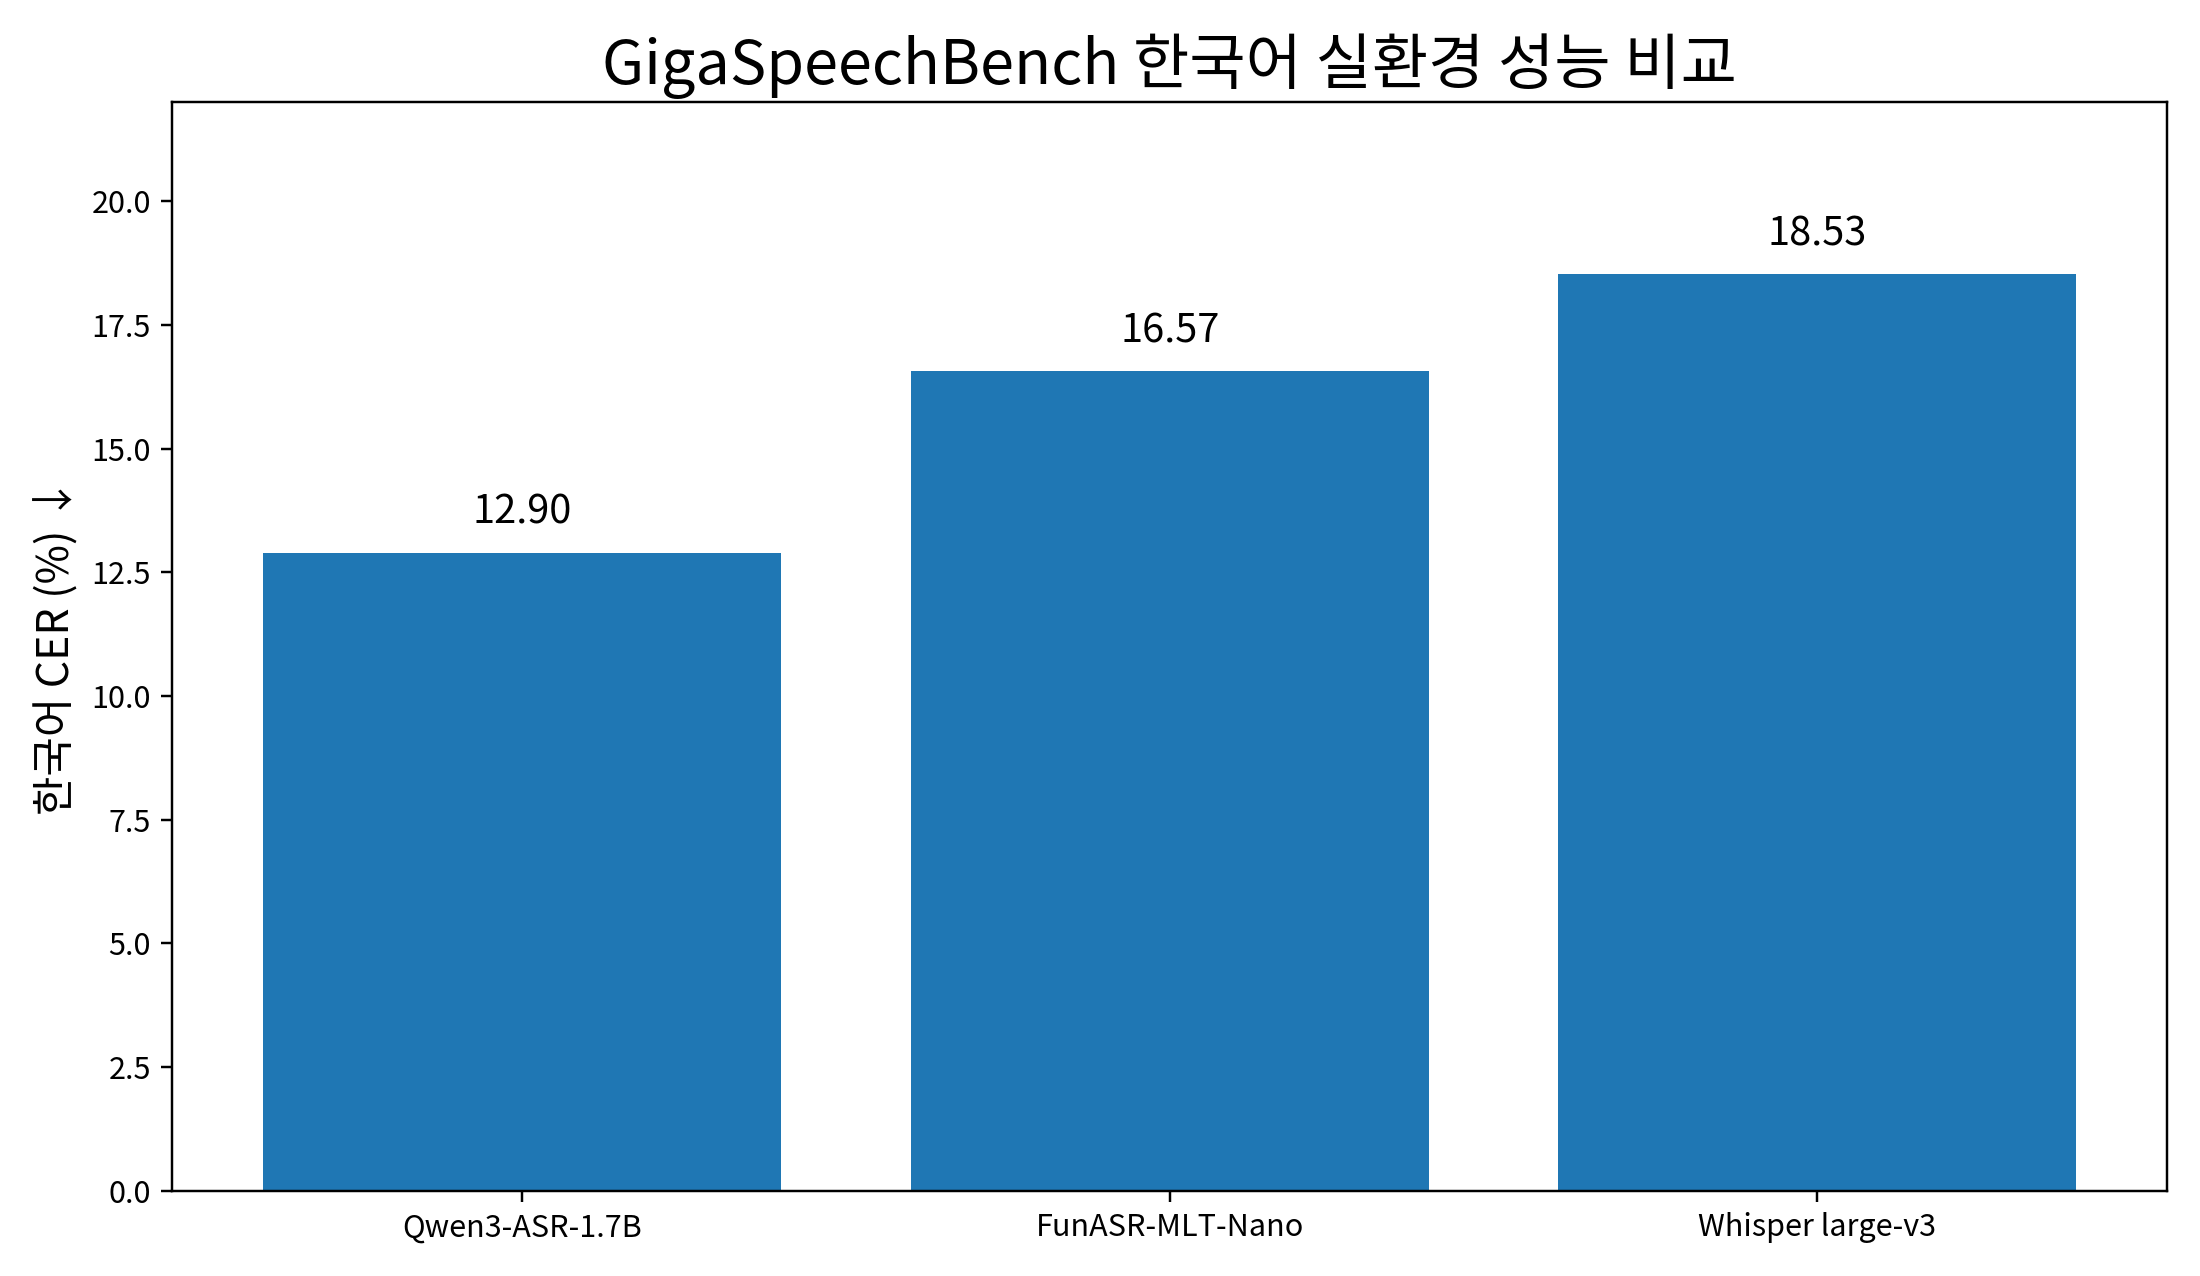 GigaSpeechBench 한국어 실환경 성능 비교
한국어 CER (%) ↓
20.0
17.5
15.0
12.5
10.0
7.5
5.0
2.5
0.0
12.90
16.57
18.53
Qwen3-ASR-1.7B
FunASR-MLT-Nano
Whisper large-v3